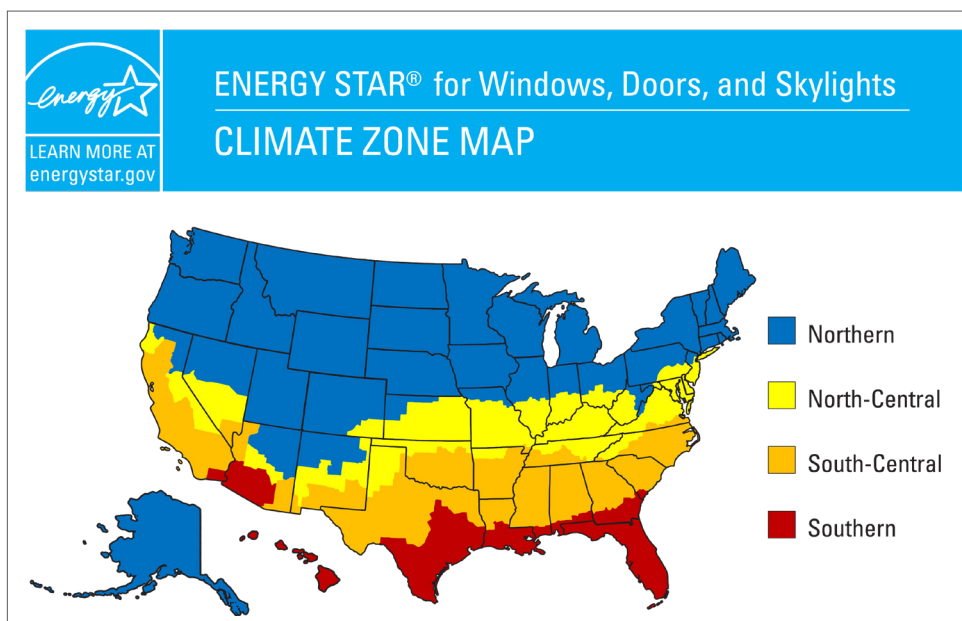 energy
LEARN MORE AT
energystar.gov
ENERGY STAR® for Windows, Doors, and Skylights
CLIMATE ZONE MAP
Northern
North-Central
South-Central
Southern